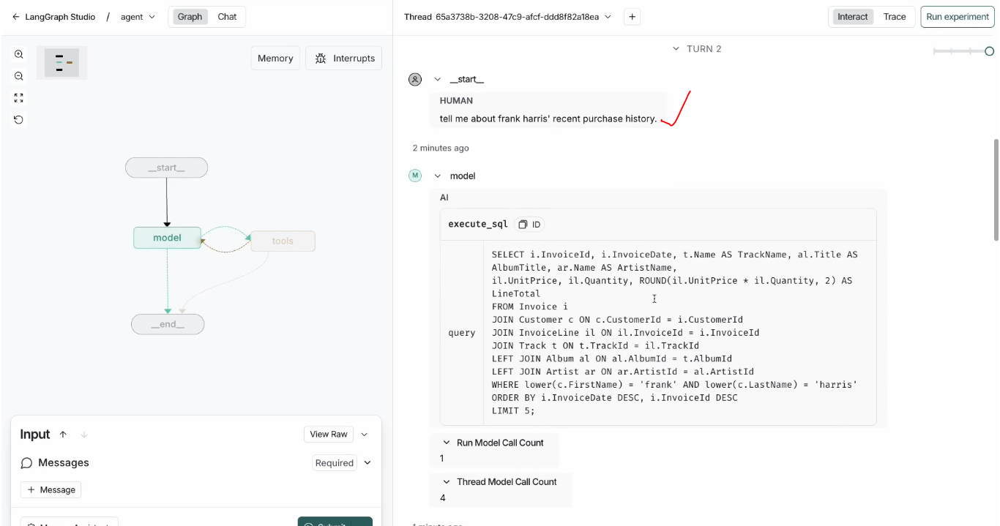 LangGraph Studio / agent Graph Chat
Thread 65a3738b-3208-47c9-afcf-ddd8f82a18ea + Interact Trace Run experiment
Memory Interrupts
__start__
model
tools
__end__
Input View Raw
Messages Required
+ Message
Submit
TURN 2
__start__
HUMAN
tell me about frank harris' recent purchase history.
2 minutes ago
M model
AI
execute_sql ID
query
SELECT i.InvoiceId, i.InvoiceDate, t.Name AS TrackName, al.Title AS
AlbumTitle, ar.Name AS ArtistName,
il.UnitPrice, il.Quantity, ROUND(il.UnitPrice * il.Quantity, 2) AS
LineTotal
FROM Invoice i
JOIN Customer c ON c.CustomerId = i.CustomerId
JOIN InvoiceLine il ON il.InvoiceId = i.InvoiceId
JOIN Track t ON t.TrackId = il.TrackId
LEFT JOIN Album al ON al.AlbumId = t.AlbumId
LEFT JOIN Artist ar ON ar.ArtistId = al.ArtistId
WHERE lower(c.FirstName) = 'frank' AND lower(c.LastName) = 'harris'
ORDER BY i.InvoiceDate DESC, i.InvoiceId DESC
LIMIT 5;
Run Model Call Count
1
Thread Model Call Count
4
1 minute ago